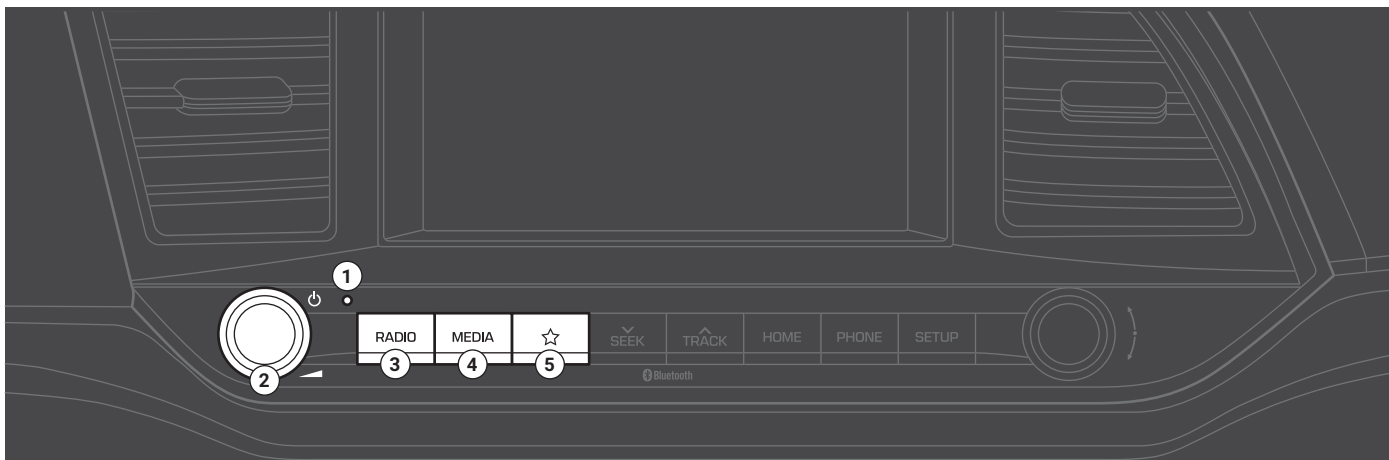 1
RADIO MEDIA SEEK TRACK HOME PHONE SETUP
2 3 4 5
Bluetooth